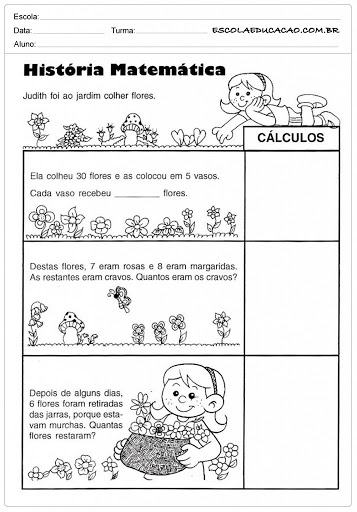 Escola:
Data: Turma: ESCOLAEDUCACAO.COM.BR
Aluno:
História Matemática
Judith foi ao jardim colher flores.
CÁLCULOS
Ela colheu 30 flores e as colocou em 5 vasos.
Cada vaso recebeu ________ flores.
Destas flores, 7 eram rosas e 8 eram margaridas.
As restantes eram cravos. Quantos eram os cravos?
Depois de alguns dias,
6 flores foram retiradas
das jarras, porque esta-
vam murchas. Quantas
flores restaram?